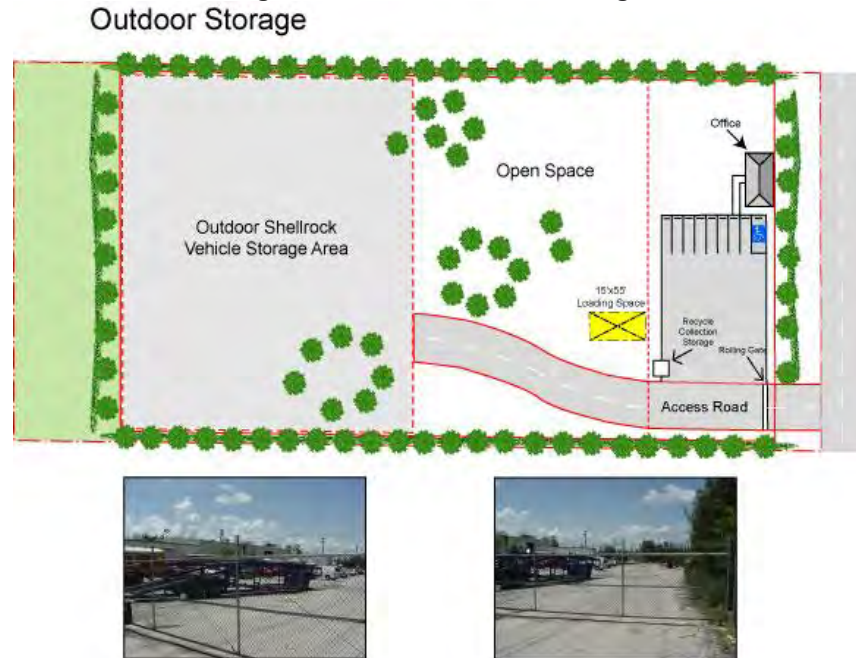 Outdoor Storage
Office
Open Space
Outdoor Shellrock
Vehicle Storage Area
15'x55'
Loading Space
Recycle
Collection
Storage
Rolling Gate
Access Road